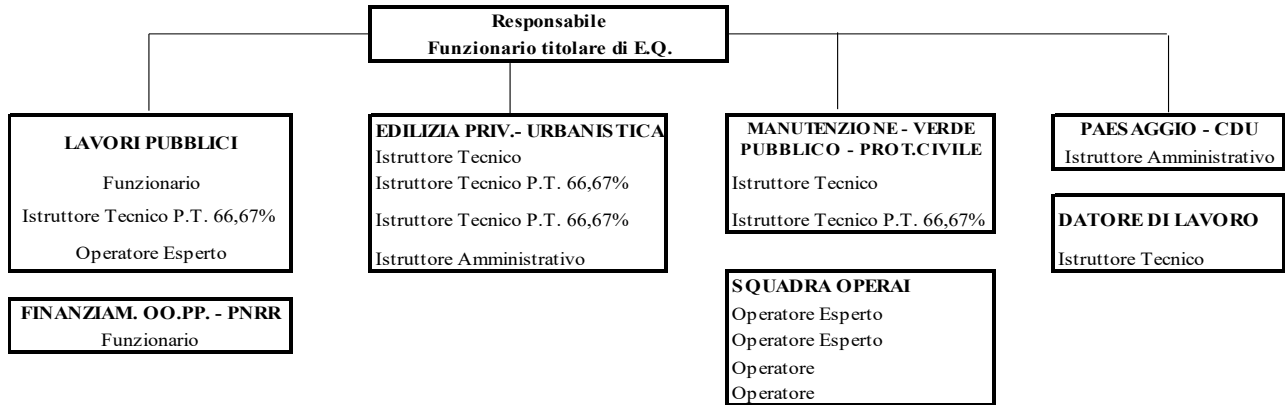 Responsabile
Funzionario titolare di E.Q.
LAVORI PUBBLICI
Funzionario
Istruttore Tecnico P.T. 66,67%
Operatore Esperto
FINANZIAM. OO.PP. - PNRR
Funzionario
EDILIZIA PRIV.- URBANISTICA
Istruttore Tecnico
Istruttore Tecnico P.T. 66,67%
Istruttore Tecnico P.T. 66,67%
Istruttore Amministrativo
MANUTENZIONE - VERDE
PUBBLICO - PROT.CIVILE
Istruttore Tecnico
Istruttore Tecnico P.T. 66,67%
SQUADRA OPERAI
Operatore Esperto
Operatore Esperto
Operatore
Operatore
PAESAGGIO - CDU
Istruttore Amministrativo
DATORE DI LAVORO
Istruttore Tecnico